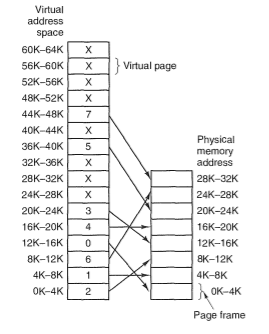 Virtual
address
space
60K–64K X
56K–60K X } Virtual page
52K–56K X
48K–52K X
44K–48K 7
40K–44K X
Physical
memory
address
36K–40K 5
32K–36K X
28K–32K X 28K–32K
24K–28K X 24K–28K
20K–24K 3 20K–24K
16K–20K 4 16K–20K
12K–16K 0 12K–16K
8K–12K 6 8K–12K
4K–8K 1 4K–8K
0K–4K 2 } 0K–4K
Page frame